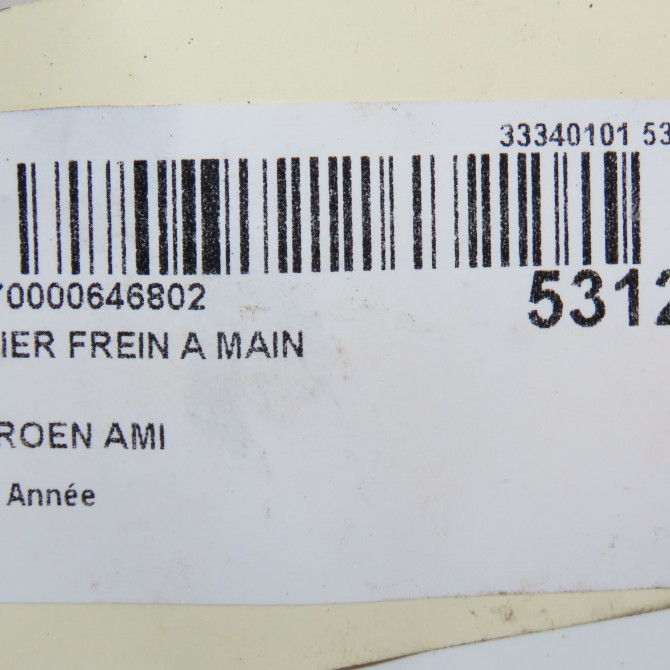 33340101 53
70000646802
5312
IER FREIN A MAIN
ROEN AMI
Année